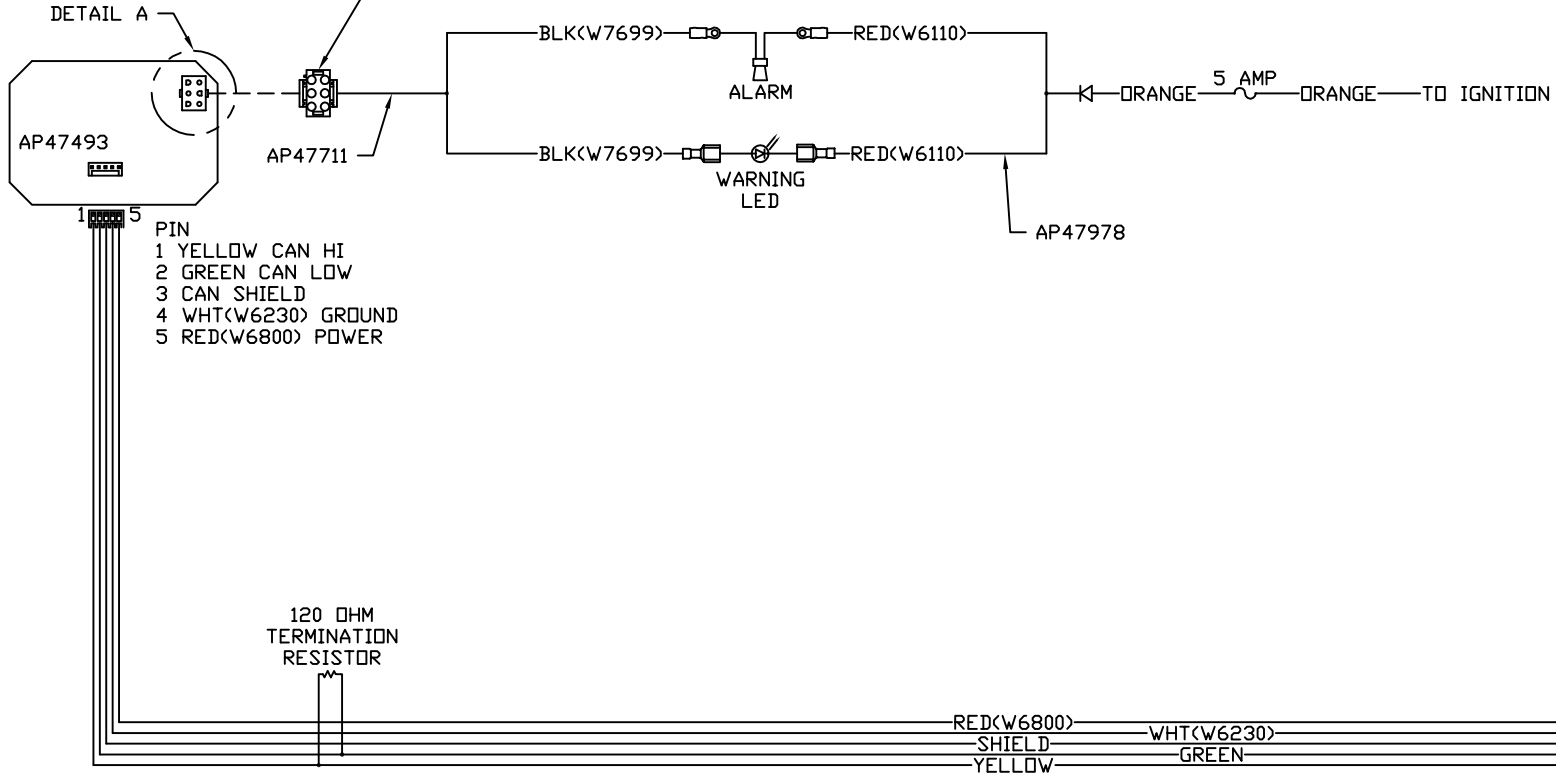 DETAIL A
AP47493
AP47711
BLK(W7699)
RED(W6110)
ALARM
BLK(W7699)
RED(W6110)
WARNING
LED
AP47978
ORANGE
5 AMP
ORANGE
TO IGNITION
1
5
PIN
1 YELLOW CAN HI
2 GREEN CAN LOW
3 CAN SHIELD
4 WHT(W6230) GROUND
5 RED(W6800) POWER
120 OHM
TERMINATION
RESISTOR
RED(W6800)
WHT(W6230)
SHIELD
GREEN
YELLOW